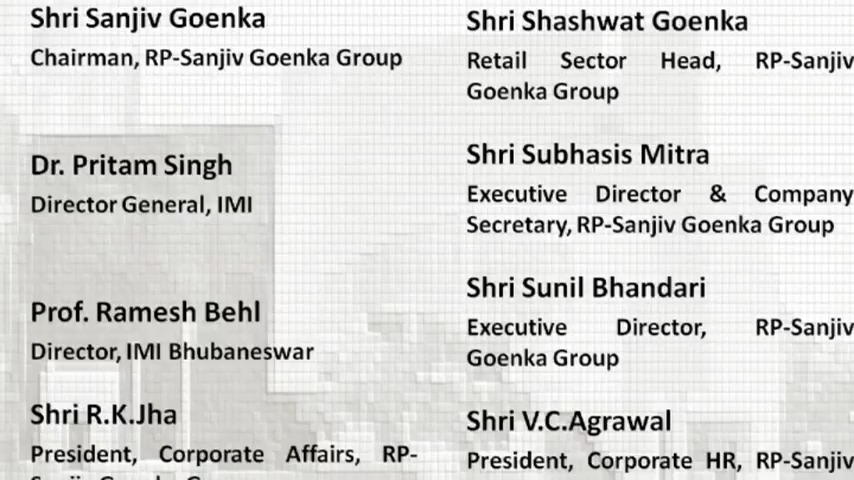 Shri Sanjiv Goenka
Chairman, RP-Sanjiv Goenka Group
Dr. Pritam Singh
Director General, IMI
Prof. Ramesh Behl
Director, IMI Bhubaneswar
Shri R.K.Jha
President, Corporate Affairs, RP-
Shri Shashwat Goenka
Retail Sector Head, RP-Sanjiv
Goenka Group
Shri Subhasis Mitra
Executive Director & Company
Secretary, RP-Sanjiv Goenka Group
Shri Sunil Bhandari
Executive Director, RP-Sanjiv
Goenka Group
Shri V.C.Agrawal
President, Corporate HR, RP-Sanjiv